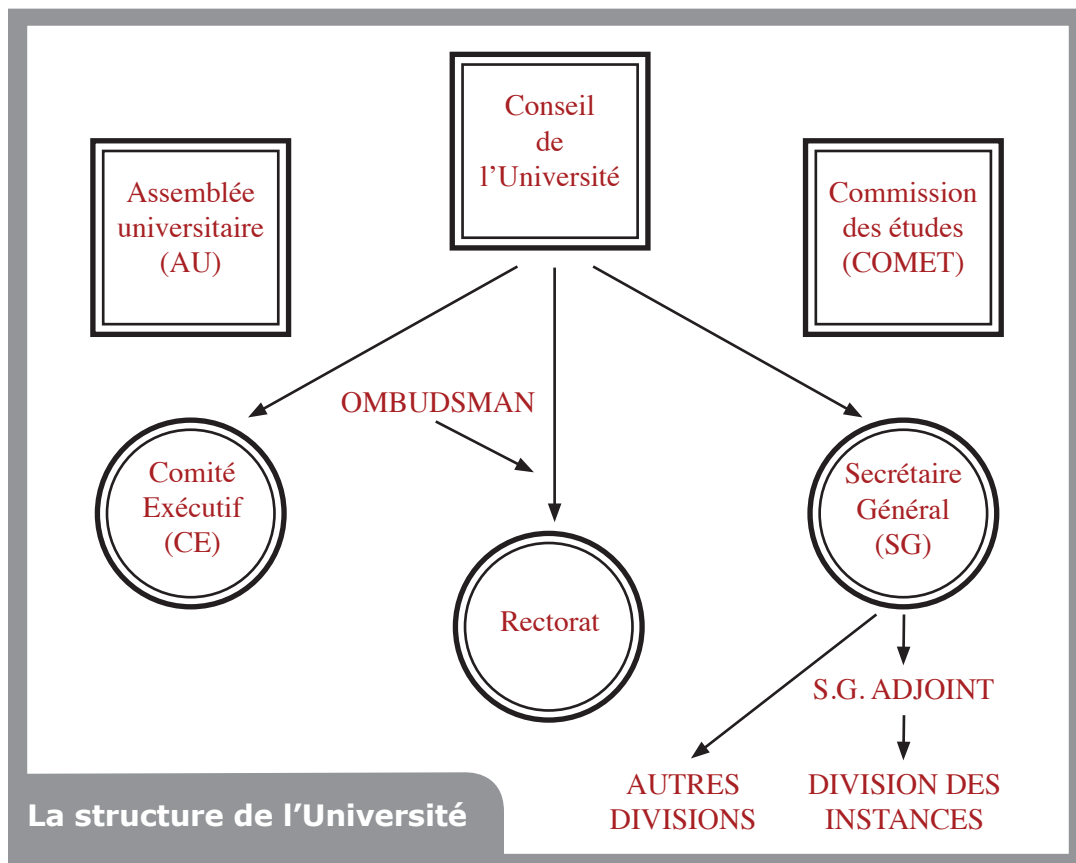 Conseil
de
l’Université
Assemblée
universitaire
(AU)
Commission
des études
(COMET)
OMBUDSMAN
Comité
Exécutif
(CE)
Secrétaire
Général
(SG)
Rectorat
S.G. ADJOINT
AUTRES
DIVISIONS
DIVISION DES
INSTANCES
La structure de l’Université